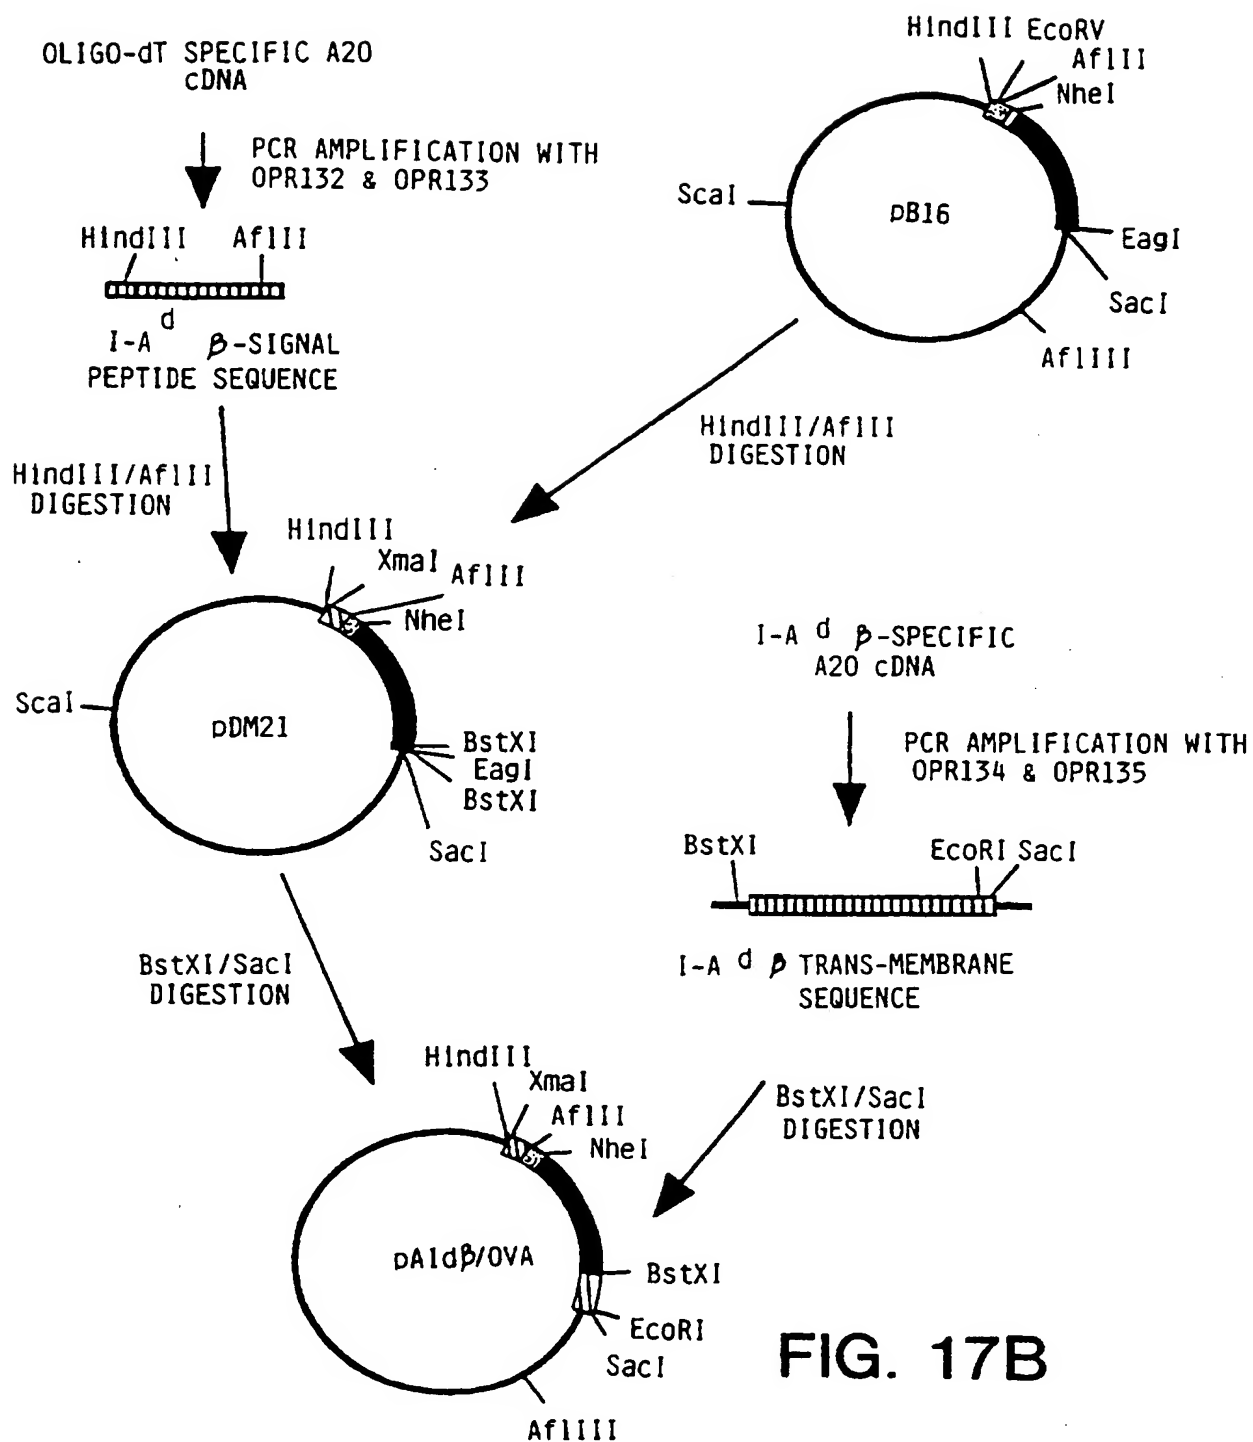 OLIGO-dT SPECIFIC A20
cDNA
PCR AMPLIFICATION WITH
OPR132 & OPR133
HindIII AflII
I-A d β-SIGNAL
PEPTIDE SEQUENCE
HindIII/AflII
DIGESTION
HindIII EcoRV
AflII
NheI
ScaI
pB16
EagI
SacI
AflIII
HindIII/AflII
DIGESTION
HindIII
XmaI
AflII
NheI
ScaI
pDM21
BstXI
EagI
BstXI
SacI
I-A d β-SPECIFIC
A20 cDNA
PCR AMPLIFICATION WITH
OPR134 & OPR135
BstXI
EcoRI SacI
I-A d β TRANS-MEMBRANE
SEQUENCE
BstXI/SacI
DIGESTION
BstXI/SacI
DIGESTION
HindIII
XmaI
AflII
NheI
pA1dβ/OVA
BstXI
EcoRI
SacI
AflIII
FIG. 17B